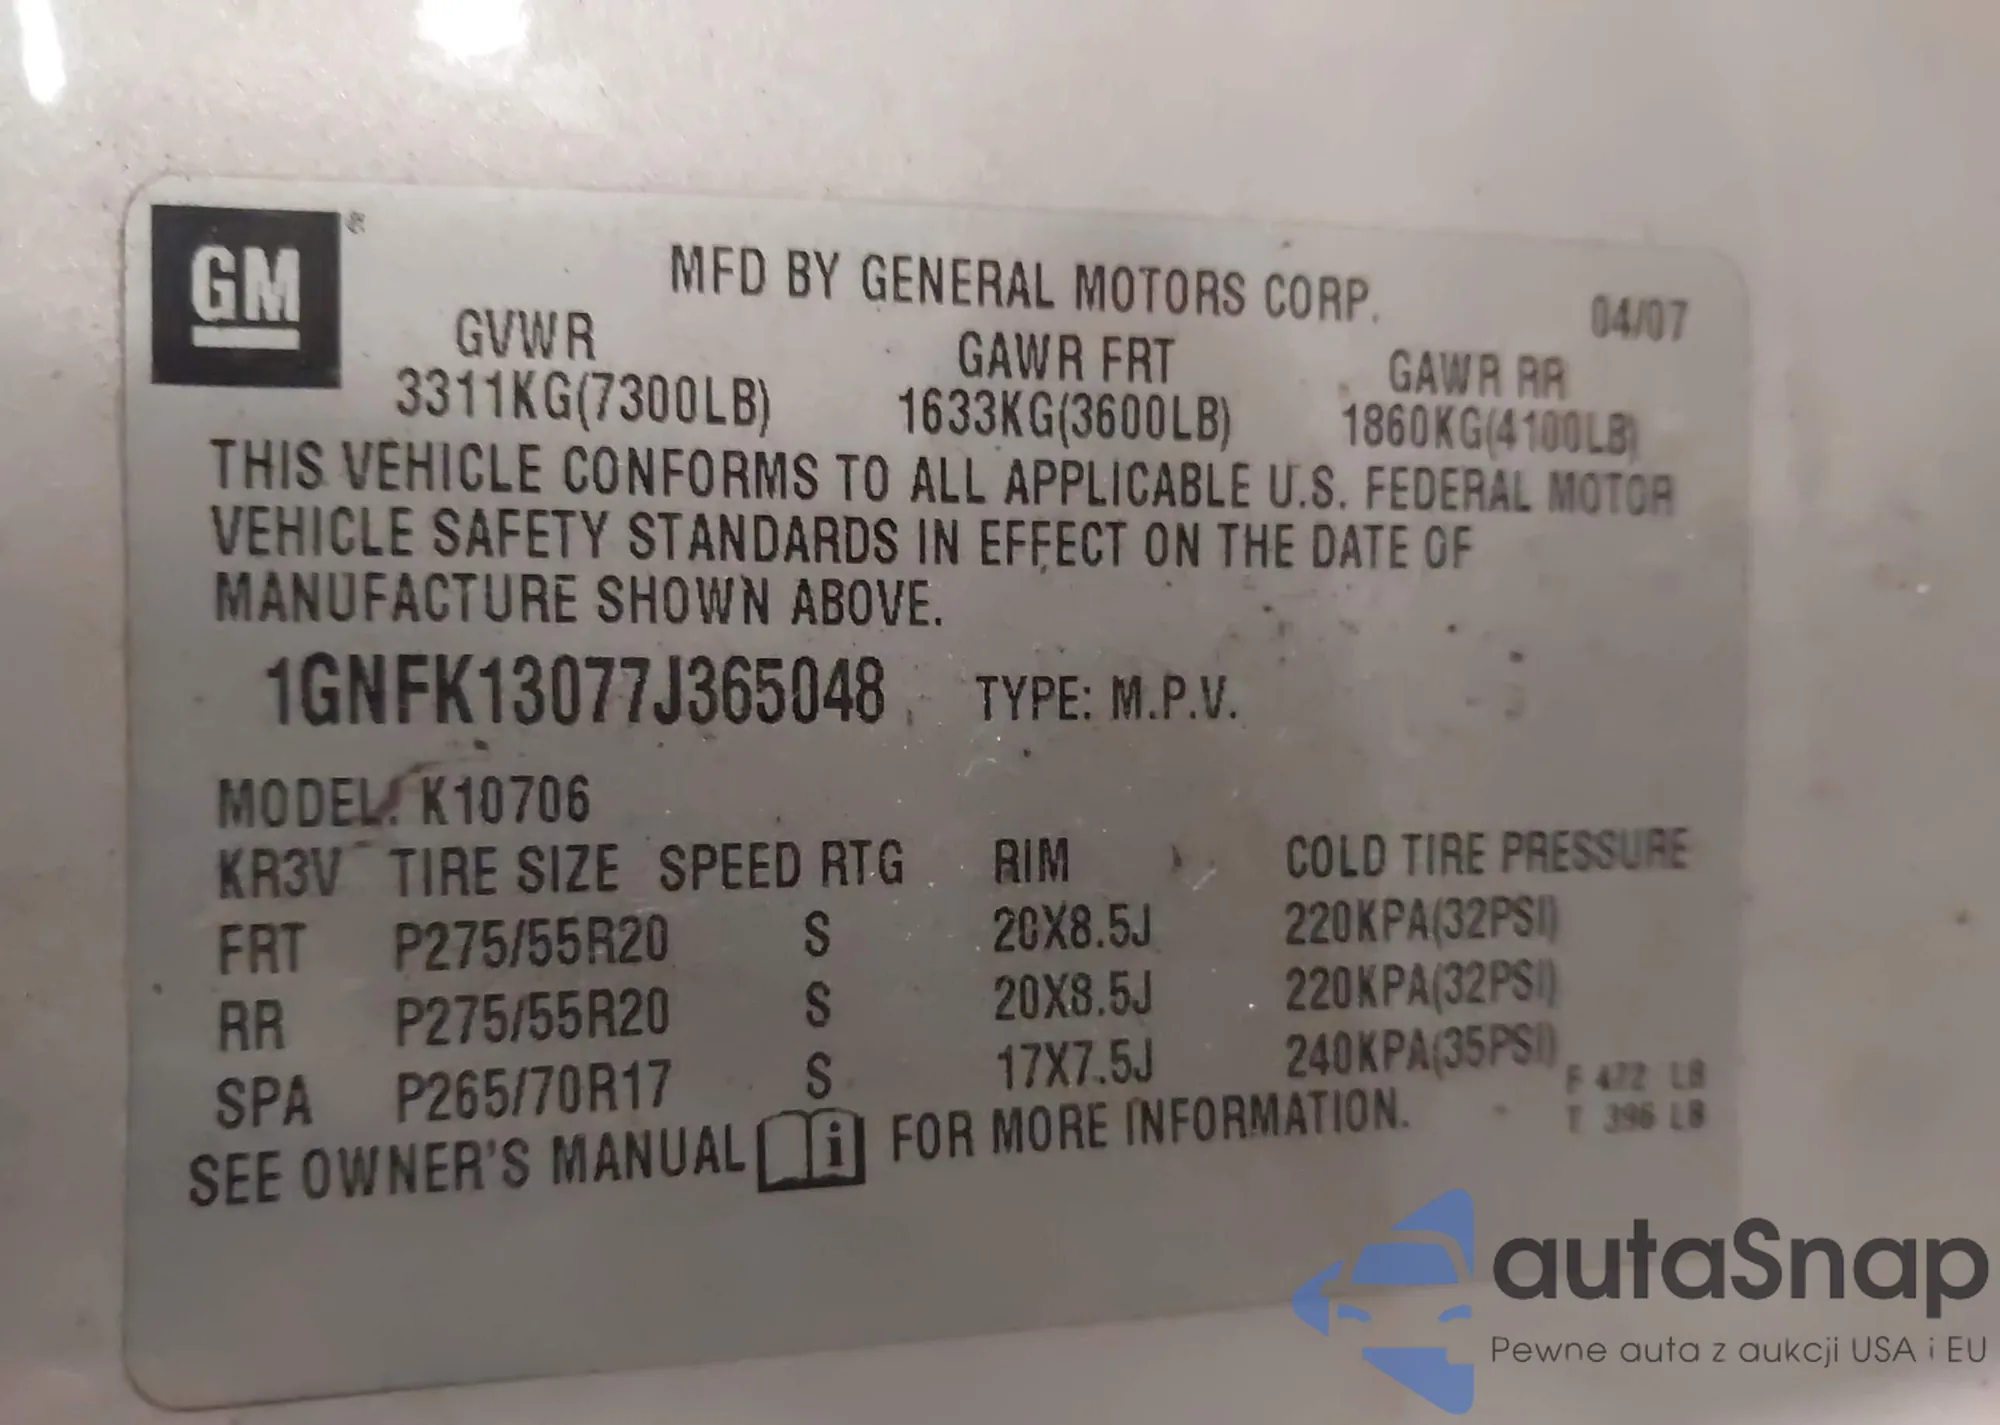 GM ®
MFD BY GENERAL MOTORS CORP. 04/07
GVWR GAWR FRT GAWR RR
3311KG(7300LB) 1633KG(3600LB) 1860KG(4100LB)
THIS VEHICLE CONFORMS TO ALL APPLICABLE U.S. FEDERAL MOTOR
VEHICLE SAFETY STANDARDS IN EFFECT ON THE DATE OF
MANUFACTURE SHOWN ABOVE.
1GNFK13077J365048 TYPE: M.P.V.
MODEL: K10706
KR3V TIRE SIZE SPEED RTG RIM COLD TIRE PRESSURE
FRT P275/55R20 S 20X8.5J 220KPA(32PSI)
RR P275/55R20 S 20X8.5J 220KPA(32PSI)
SPA P265/70R17 S 17X7.5J 240KPA(35PSI)
F 472 LB
T 396 LB
SEE OWNER'S MANUAL i FOR MORE INFORMATION.
autaSnap
Pewne auta z aukcji USA i EU